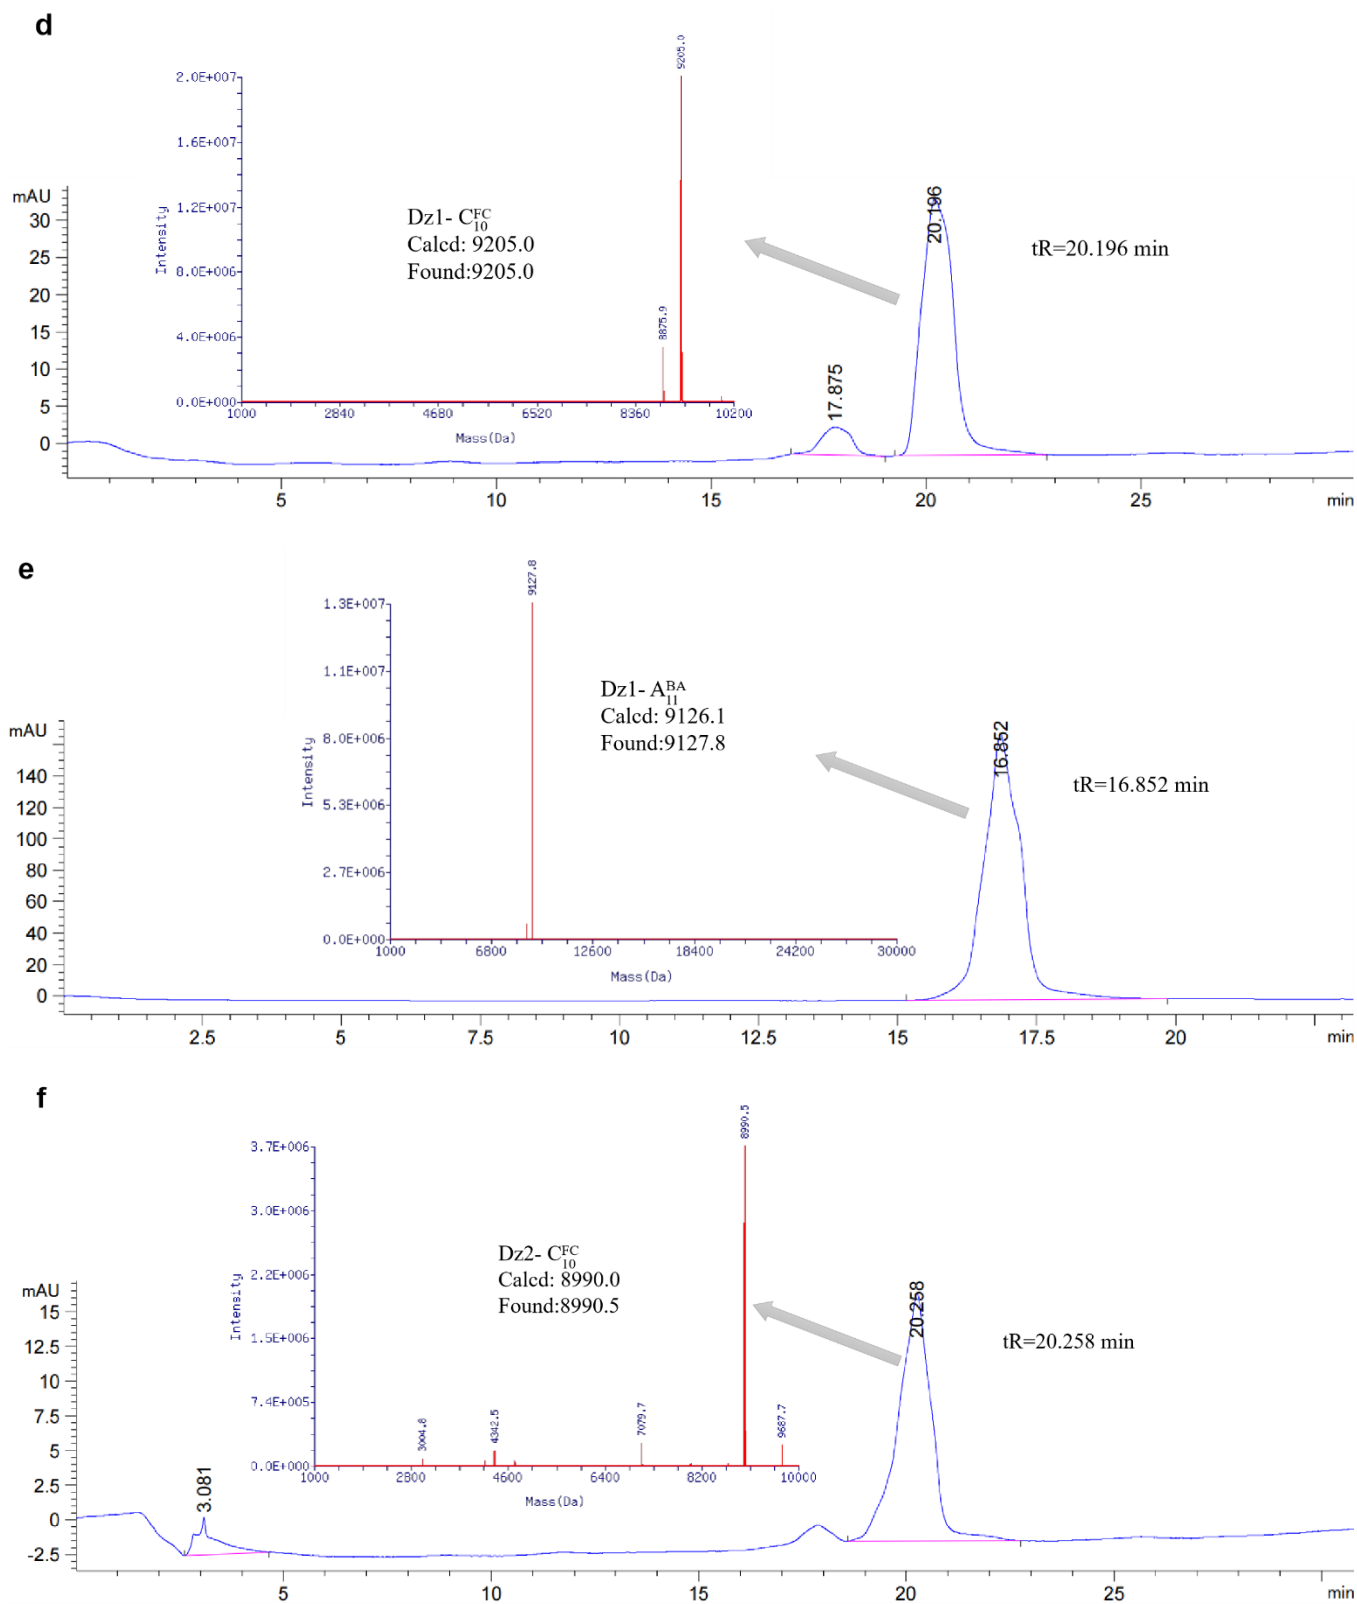 d
9205.0
2.0E+007
1.6E+007
1.2E+007
8.0E+006
4.0E+006
0.0E+000
Intensity
8875.9
1000 2840 4680 6520 8360 10200
Mass(Da)
Dz1- C₁₀^FC
Calcd: 9205.0
Found:9205.0
mAU
30
25
20
15
10
5
0
17.875
20.196
tR=20.196 min
5 10 15 20 25 min
e
9127.8
1.3E+007
1.1E+007
8.0E+006
5.3E+006
2.7E+006
0.0E+000
Intensity
1000 6800 12600 18400 24200 30000
Mass(Da)
Dz1- A₁₁^BA
Calcd: 9126.1
Found:9127.8
mAU
140
120
100
80
60
40
20
0
16.852
tR=16.852 min
2.5 5 7.5 10 12.5 15 17.5 20 min
f
8990.5
3.7E+006
3.0E+006
2.2E+006
1.5E+006
7.4E+005
0.0E+000
Intensity
3004.8
4342.5
7079.7
9687.7
1000 2800 4600 6400 8200 10000
Mass(Da)
Dz2- C₁₀^FC
Calcd: 8990.0
Found:8990.5
mAU
15
12.5
10
7.5
5
2.5
0
-2.5
3.081
20.258
tR=20.258 min
5 10 15 20 25 min